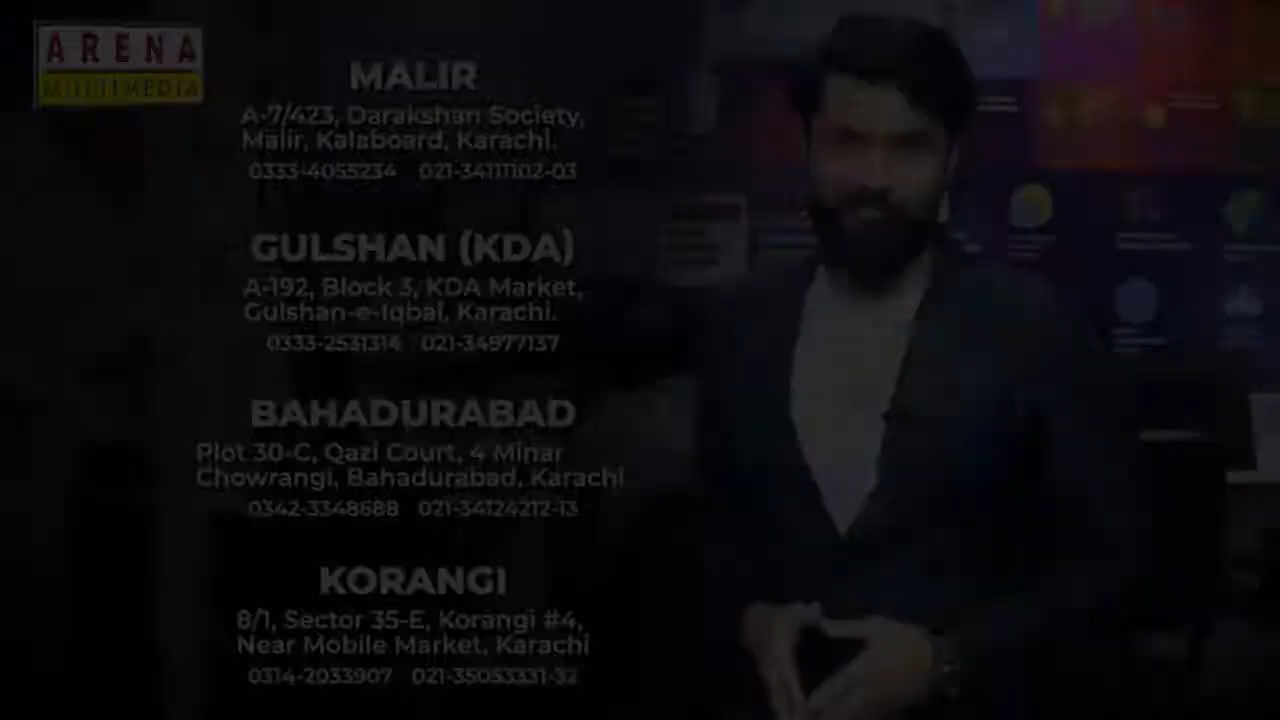 ARENA
MULTIMEDIA
MALIR
A-7/423, Darakshan Society,
Malir, Kalaboard, Karachi.
0333-4055234 021-34111102-03
GULSHAN (KDA)
A-192, Block 3, KDA Market,
Gulshan-e-Iqbal, Karachi.
0333-2531314 021-34977137
BAHADURABAD
Plot 30-C, Qazi Court, 4 Minar
Chowrangi, Bahadurabad, Karachi
0342-3348688 021-34124212-13
KORANGI
8/1, Sector 35-E, Korangi #4,
Near Mobile Market, Karachi
0314-2033907 021-35053331-32